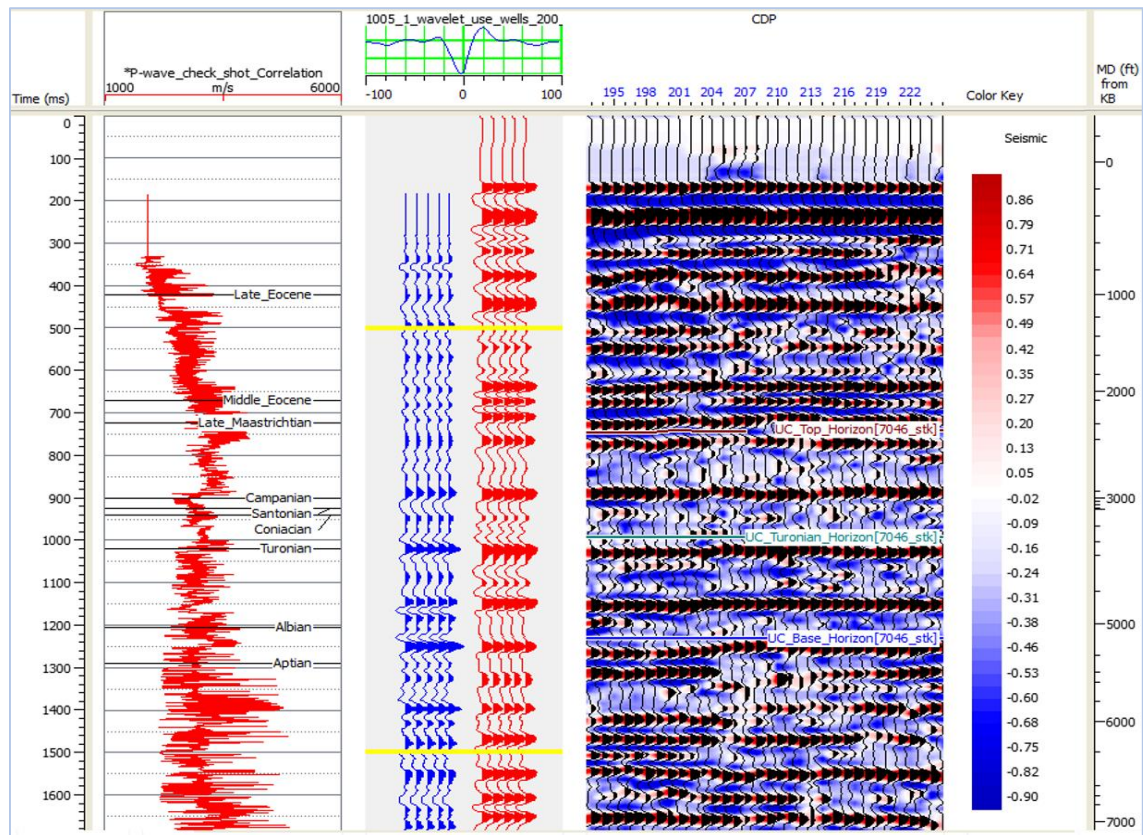 1005_1_wavelet_use_wells_200_
CDP
*P-wave_check_shot_Correlation
1000 m/s 6000
Time (ms)
-100 0 100
195 198 201 204 207 210 213 216 219 222
Color Key
MD (ft)
from
KB
0
100
200
300
400
500
600
700
800
900
1000
1100
1200
1300
1400
1500
1600
Late_Eocene
Middle_Eocene
Late_Maastrichtian
Campanian
Santonian
Coniacian
Turonian
Albian
Aptian
UC_Top_Horizon[7046_stk]
UC_Turonian_Horizon[7046_stk]
UC_Base_Horizon[7046_stk]
Seismic
0.86
0.79
0.71
0.64
0.57
0.49
0.42
0.35
0.27
0.20
0.13
0.05
-0.02
-0.09
-0.16
-0.24
-0.31
-0.38
-0.46
-0.53
-0.60
-0.68
-0.75
-0.82
-0.90
0
1000
2000
3000
5000
6000
7000